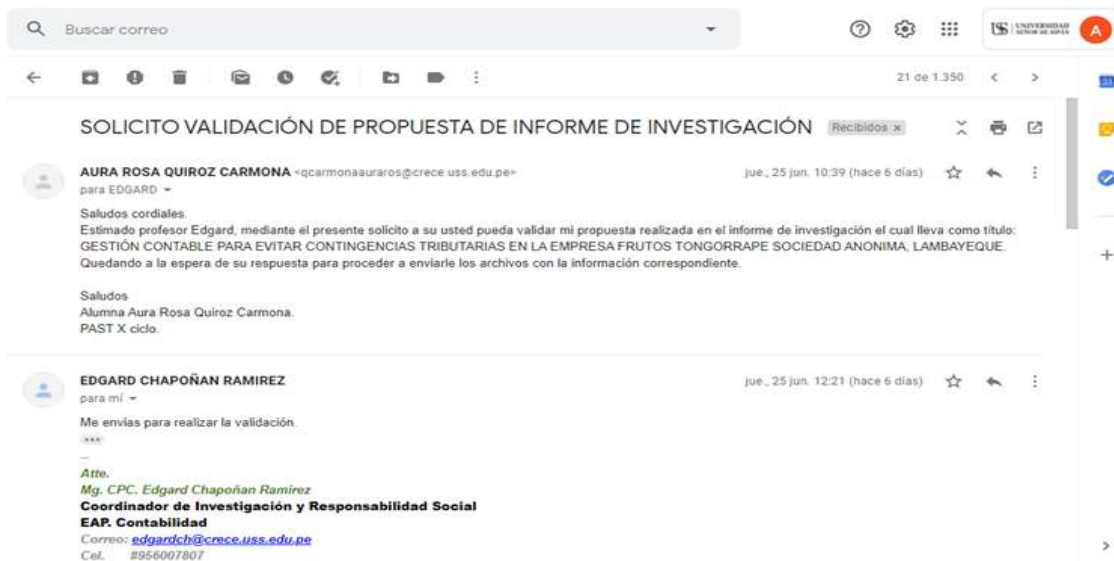 Buscar correo
USS UNIVERSIDAD SEÑOR DE SIPÁN
A
21 de 1.350
31
SOLICITO VALIDACIÓN DE PROPUESTA DE INFORME DE INVESTIGACIÓN Recibidos x
AURA ROSA QUIROZ CARMONA <qcarmonaauraros@crece.uss.edu.pe> jue., 25 jun. 10:39 (hace 6 días)
para EDGARD
Saludos cordiales.
Estimado profesor Edgard, mediante el presente solicito a su usted pueda validar mi propuesta realizada en el informe de investigación el cual lleva como título:
GESTIÓN CONTABLE PARA EVITAR CONTINGENCIAS TRIBUTARIAS EN LA EMPRESA FRUTOS TONGORRAPE SOCIEDAD ANONIMA, LAMBAYEQUE.
Quedando a la espera de su respuesta para proceder a enviarle los archivos con la información correspondiente.
Saludos
Alumna Aura Rosa Quiroz Carmona.
PAST X ciclo.
EDGARD CHAPOÑAN RAMIREZ jue., 25 jun. 12:21 (hace 6 días)
para mí
Me envias para realizar la validación.
...
--
Atte.
Mg. CPC. Edgard Chapoñan Ramírez
Coordinador de Investigación y Responsabilidad Social
EAP. Contabilidad
Correo: edgardch@crece.uss.edu.pe
Cel. #956007807